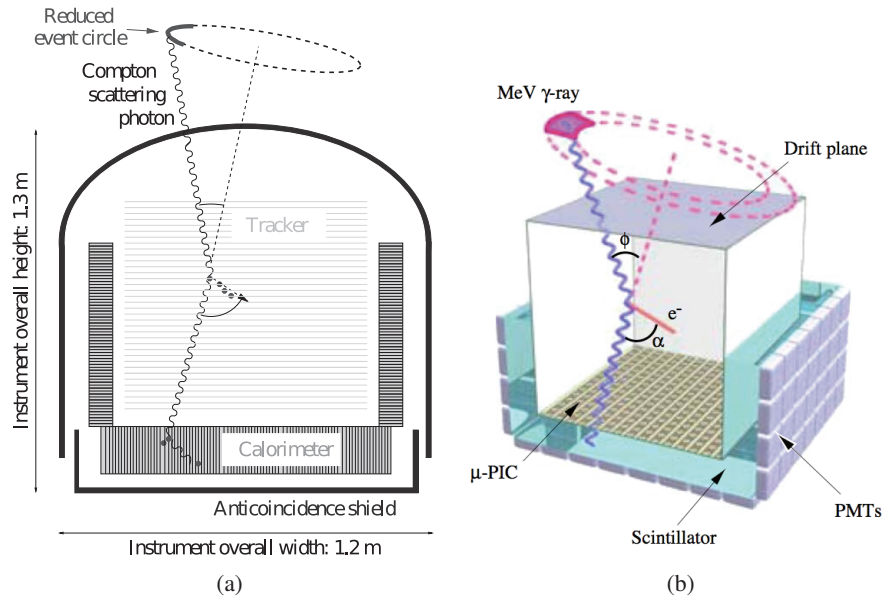 Reduced
event circle
Compton
scattering
photon
Instrument overall height: 1.3 m
Tracker
Calorimeter
Anticoincidence shield
Instrument overall width: 1.2 m
(a)
MeV γ-ray
Drift plane
ϕ
e-
α
μ-PIC
PMTs
Scintillator
(b)